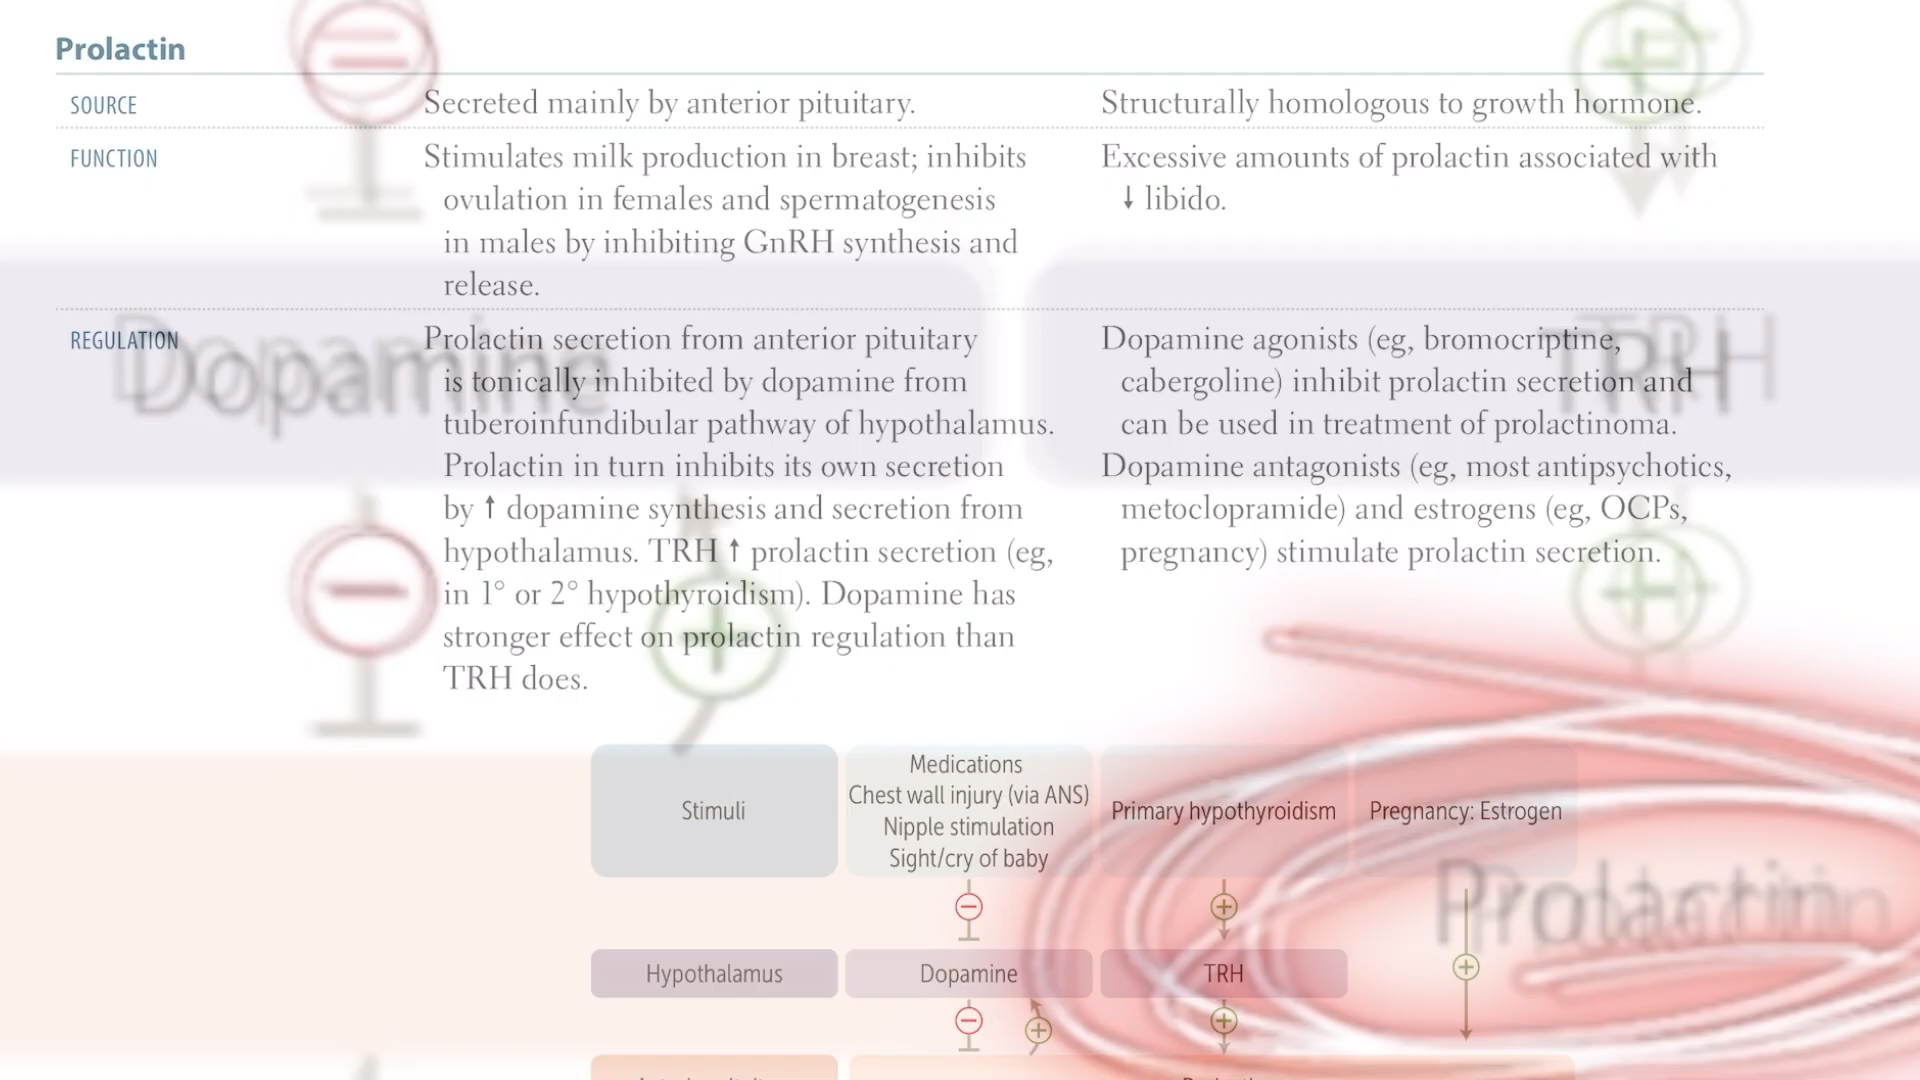 Prolactin
SOURCE
Secreted mainly by anterior pituitary.
Structurally homologous to growth hormone.
FUNCTION
Stimulates milk production in breast; inhibits
ovulation in females and spermatogenesis
in males by inhibiting GnRH synthesis and
release.
Excessive amounts of prolactin associated with
↓ libido.
REGULATION
Prolactin secretion from anterior pituitary
is tonically inhibited by dopamine from
tuberoinfundibular pathway of hypothalamus.
Prolactin in turn inhibits its own secretion
by ↑ dopamine synthesis and secretion from
hypothalamus. TRH ↑ prolactin secretion (eg,
in 1° or 2° hypothyroidism). Dopamine has
stronger effect on prolactin regulation than
TRH does.
Dopamine agonists (eg, bromocriptine,
cabergoline) inhibit prolactin secretion and
can be used in treatment of prolactinoma.
Dopamine antagonists (eg, most antipsychotics,
metoclopramide) and estrogens (eg, OCPs,
pregnancy) stimulate prolactin secretion.
Dopamine
TRH
Stimuli
Medications
Chest wall injury (via ANS)
Nipple stimulation
Sight/cry of baby
Primary hypothyroidism
Pregnancy: Estrogen
Prolactin
Hypothalamus
Dopamine
TRH